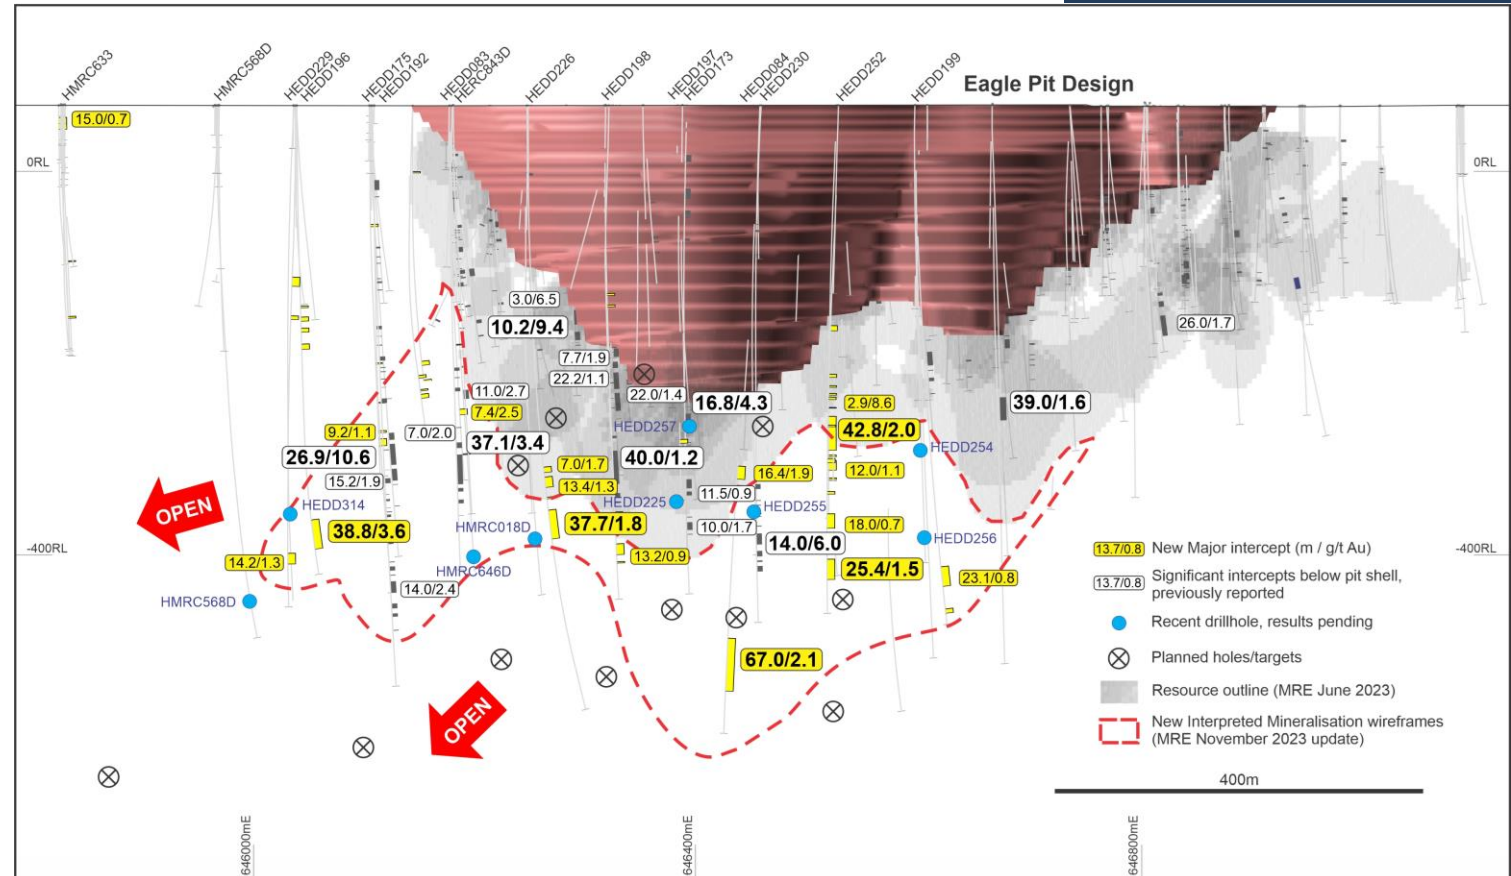 HMRC633
HMRC568D
HEDD229
HEDD196
HEDD175
HEDD192
HEDD083
HERC843D
HEDD226
HEDD198
HEDD197
HEDD173
HEDD084
HEDD230
HEDD252
HEDD199
Eagle Pit Design
15.0/0.7
0RL
0RL
3.0/6.5
10.2/9.4
26.0/1.7
7.7/1.9
22.2/1.1
22.0/1.4
11.0/2.7
7.4/2.5
16.8/4.3
2.9/8.6
39.0/1.6
9.2/1.1
7.0/2.0
37.1/3.4
HEDD257
42.8/2.0
26.9/10.6
40.0/1.2
HEDD254
15.2/1.9
7.0/1.7
16.4/1.9
12.0/1.1
13.4/1.3
11.5/0.9
OPEN
HEDD314
HEDD225
HEDD255
38.8/3.6
HMRC018D
37.7/1.8
10.0/1.7
18.0/0.7
14.0/6.0
HEDD256
-400RL
-400RL
14.2/1.3
HMRC646D
13.2/0.9
25.4/1.5
23.1/0.8
HMRC568D
14.0/2.4
67.0/2.1
OPEN
13.7/0.8 New Major intercept (m / g/t Au)
13.7/0.8 Significant intercepts below pit shell,
previously reported
Recent drillhole, results pending
Planned holes/targets
Resource outline (MRE June 2023)
New Interpreted Mineralisation wireframes
(MRE November 2023 update)
400m
646000mE
646400mE
646800mE